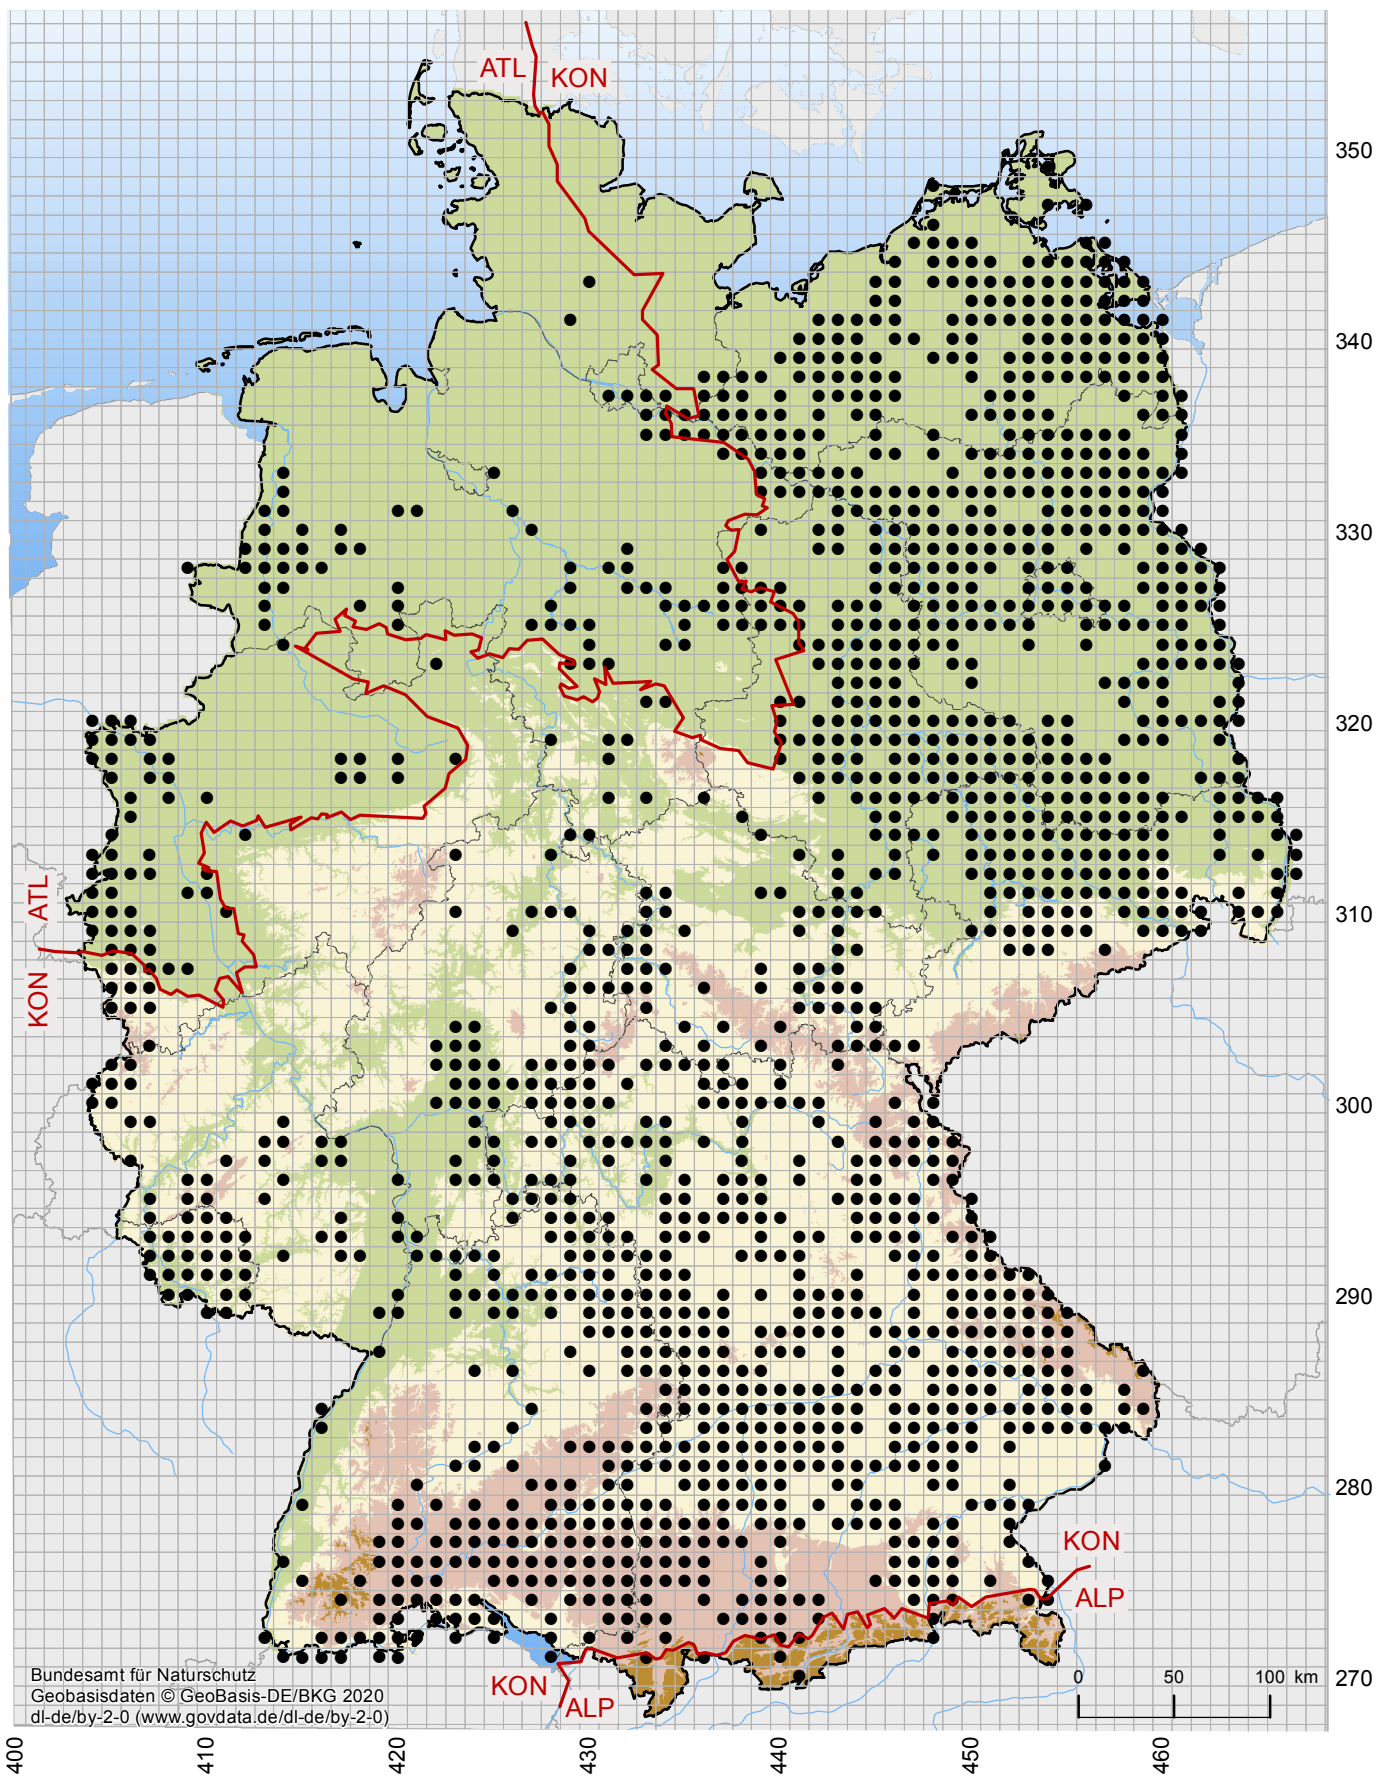 ATL
KON
350
340
330
320
ATL
310
KON
300
290
280
KON
ALP
Bundesamt für Naturschutz
Geobasisdaten © GeoBasis-DE/BKG 2020
dl-de/by-2-0 (www.govdata.de/dl-de/by-2-0)
KON
ALP
0 50 100 km
270
400 410 420 430 440 450 460